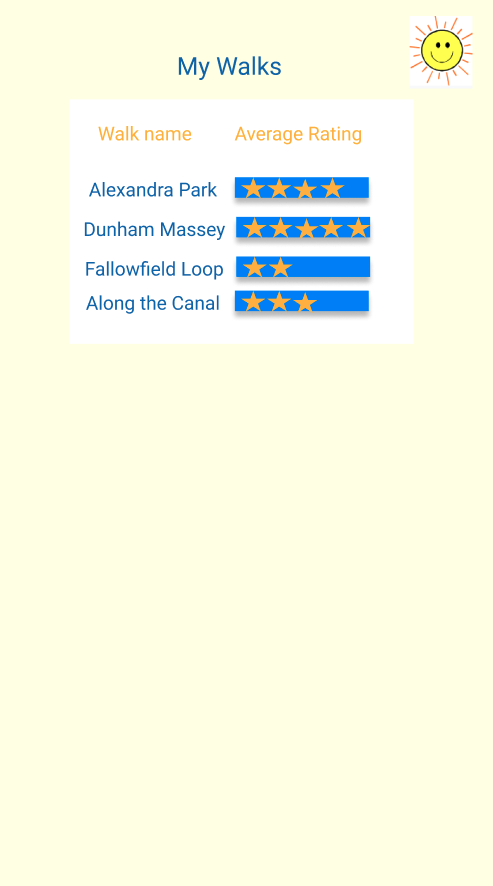 My Walks
Walk name Average Rating
Alexandra Park
Dunham Massey
Fallowfield Loop
Along the Canal